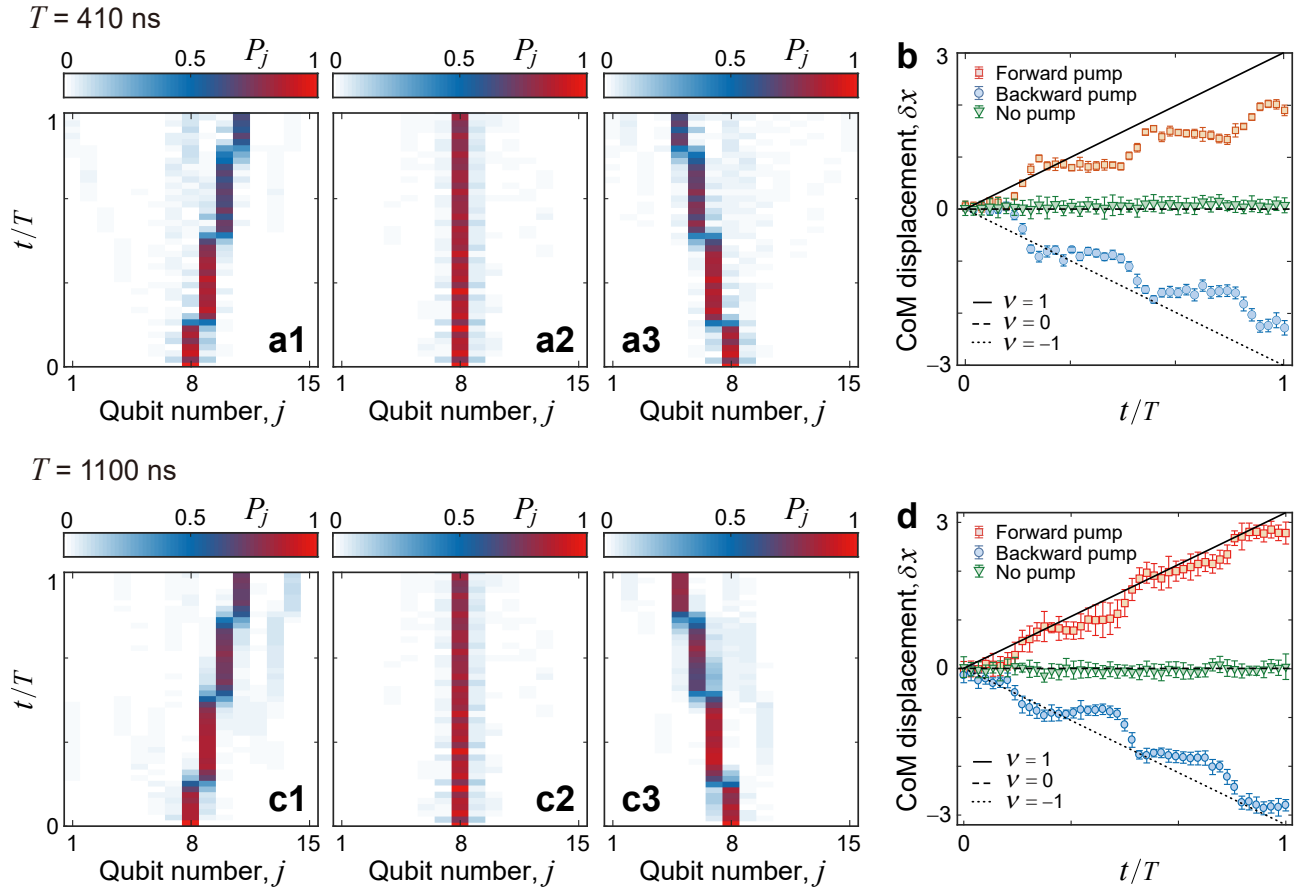 T = 410 ns
0 0.5 P_j 1
0 0.5 P_j 1
0 0.5 P_j 1
1
t/T
0
a1
a2
a3
1 8 15
1 8 15
1 8 15
Qubit number, j
Qubit number, j
Qubit number, j
b
3
0
−3
CoM displacement, δx
Forward pump
Backward pump
No pump
ν = 1
ν = 0
ν = −1
0 1
t/T
T = 1100 ns
0 0.5 P_j 1
0 0.5 P_j 1
0 0.5 P_j 1
1
t/T
0
c1
c2
c3
1 8 15
1 8 15
1 8 15
Qubit number, j
Qubit number, j
Qubit number, j
d
3
0
−3
CoM displacement, δx
Forward pump
Backward pump
No pump
ν = 1
ν = 0
ν = −1
0 1
t/T